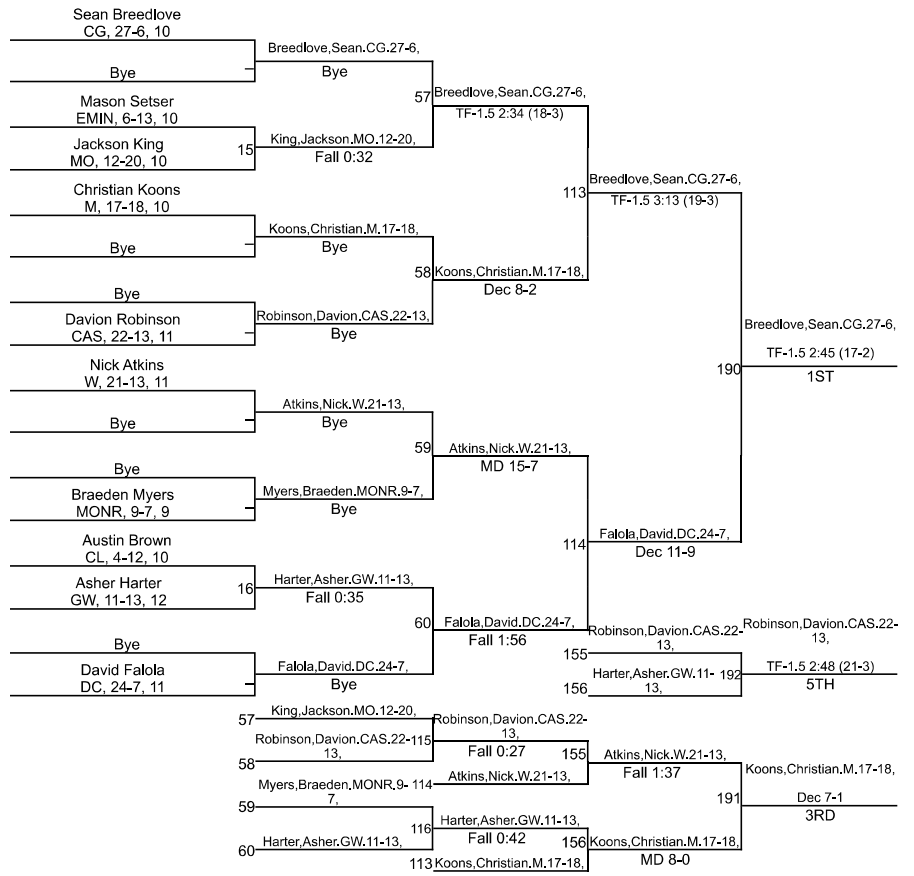 Sean Breedlove
CG, 27-6, 10
Bye
Mason Setser
EMIN, 6-13, 10
15
Jackson King
MO, 12-20, 10
Christian Koons
M, 17-18, 10
Bye
Bye
Davion Robinson
CAS, 22-13, 11
Nick Atkins
W, 21-13, 11
Bye
Bye
Braeden Myers
MONR, 9-7, 9
Austin Brown
CL, 4-12, 10
16
Asher Harter
GW, 11-13, 12
Bye
David Falola
DC, 24-7, 11
Breedlove,Sean.CG.27-6,
Bye
57
King,Jackson.MO.12-20,
Fall 0:32
Koons,Christian.M.17-18,
Bye
58
Robinson,Davion.CAS.22-13,
Bye
Atkins,Nick.W.21-13,
Bye
59
Myers,Braeden.MONR.9-7,
Bye
Harter,Asher.GW.11-13,
Fall 0:35
60
Falola,David.DC.24-7,
Bye
Breedlove,Sean.CG.27-6,
TF-1.5 2:34 (18-3)
113
Koons,Christian.M.17-18,
Dec 8-2
Atkins,Nick.W.21-13,
MD 15-7
114
Falola,David.DC.24-7,
Fall 1:56
Breedlove,Sean.CG.27-6,
TF-1.5 3:13 (19-3)
190
Falola,David.DC.24-7,
Dec 11-9
Breedlove,Sean.CG.27-6,
TF-1.5 2:45 (17-2)
1ST
Robinson,Davion.CAS.22-
13,
155
Harter,Asher.GW.11-
13,
156
192
Robinson,Davion.CAS.22-
13,
TF-1.5 2:48 (21-3)
5TH
King,Jackson.MO.12-20,
57
Robinson,Davion.CAS.22-
13,
58
115
Myers,Braeden.MONR.9-
7,
59
Harter,Asher.GW.11-13,
60
116
Robinson,Davion.CAS.22-
13,
Fall 0:27
155
Atkins,Nick.W.21-13,
114
Harter,Asher.GW.11-13,
Fall 0:42
156
Koons,Christian.M.17-18,
113
Atkins,Nick.W.21-13,
Fall 1:37
191
Koons,Christian.M.17-18,
MD 8-0
Koons,Christian.M.17-18,
Dec 7-1
3RD